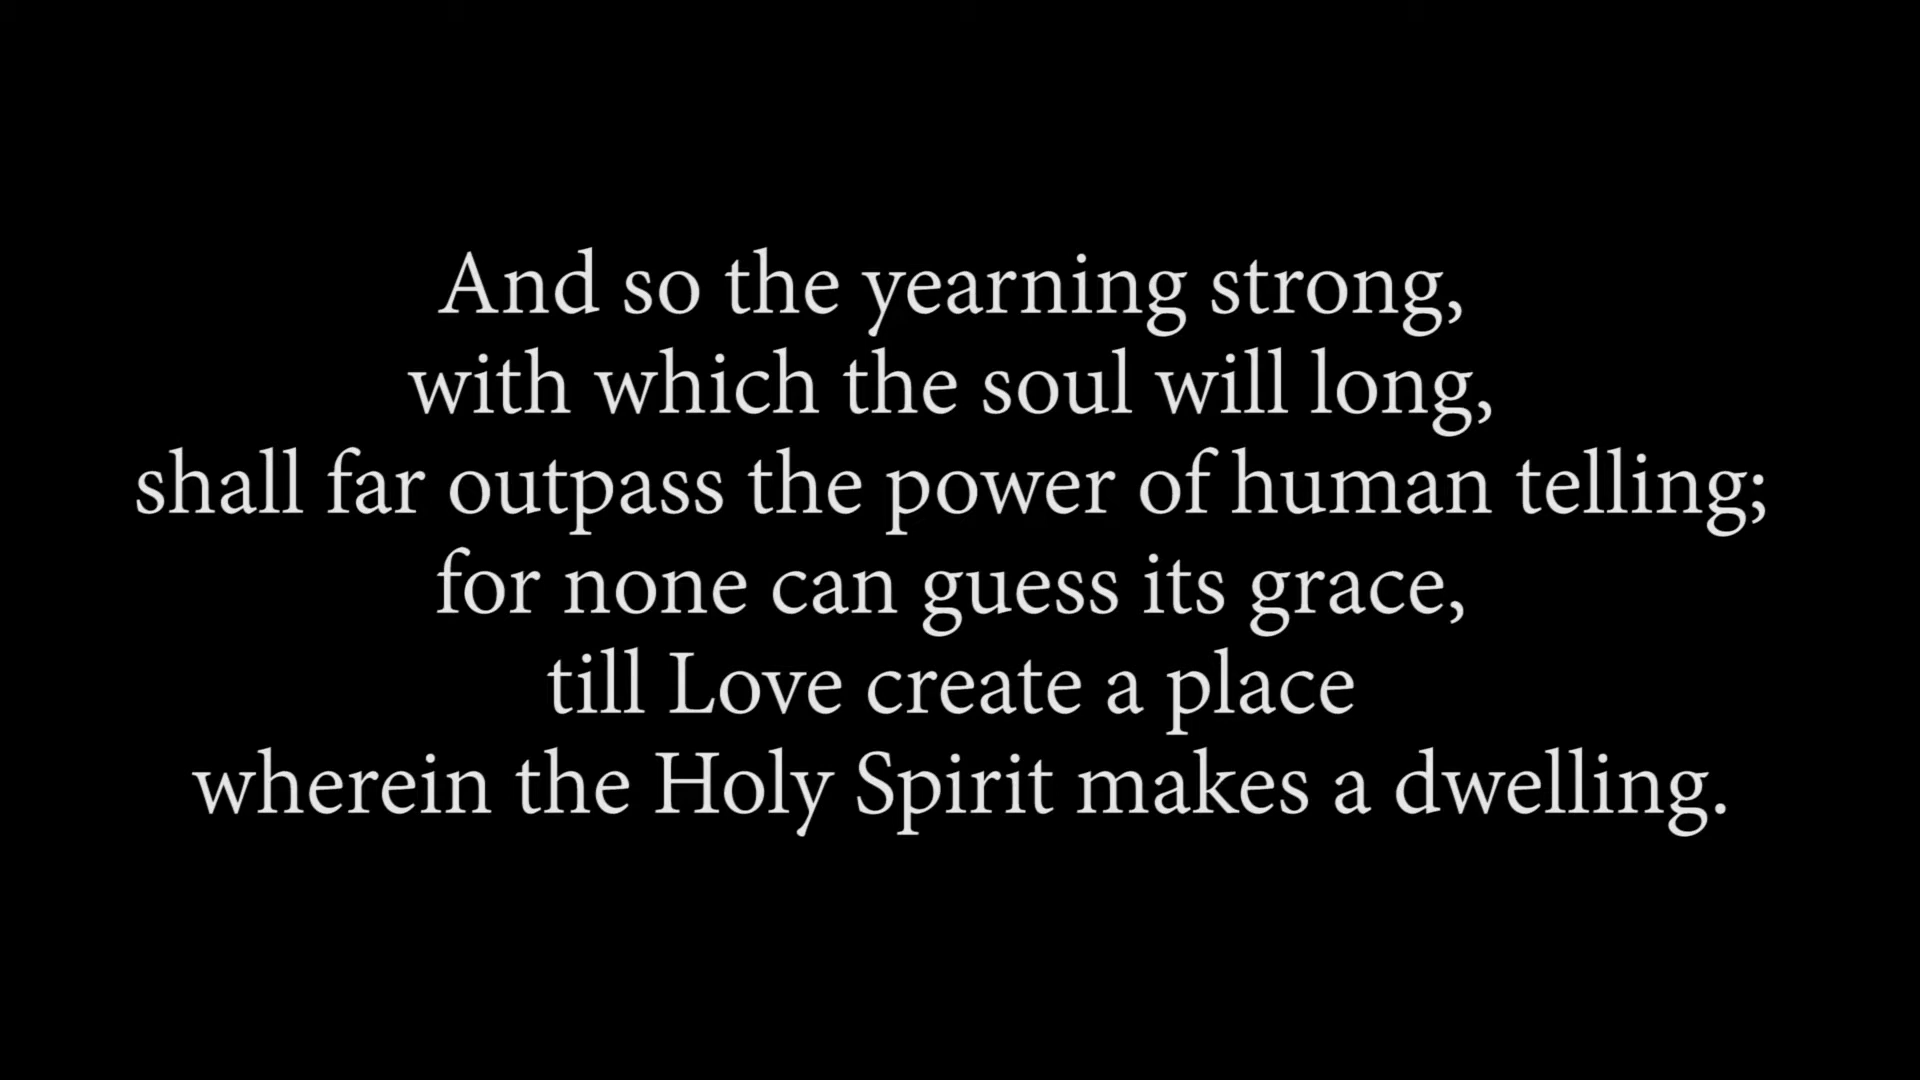 And so the yearning strong,
with which the soul will long,
shall far outpass the power of human telling;
for none can guess its grace,
till Love create a place
wherein the Holy Spirit makes a dwelling.